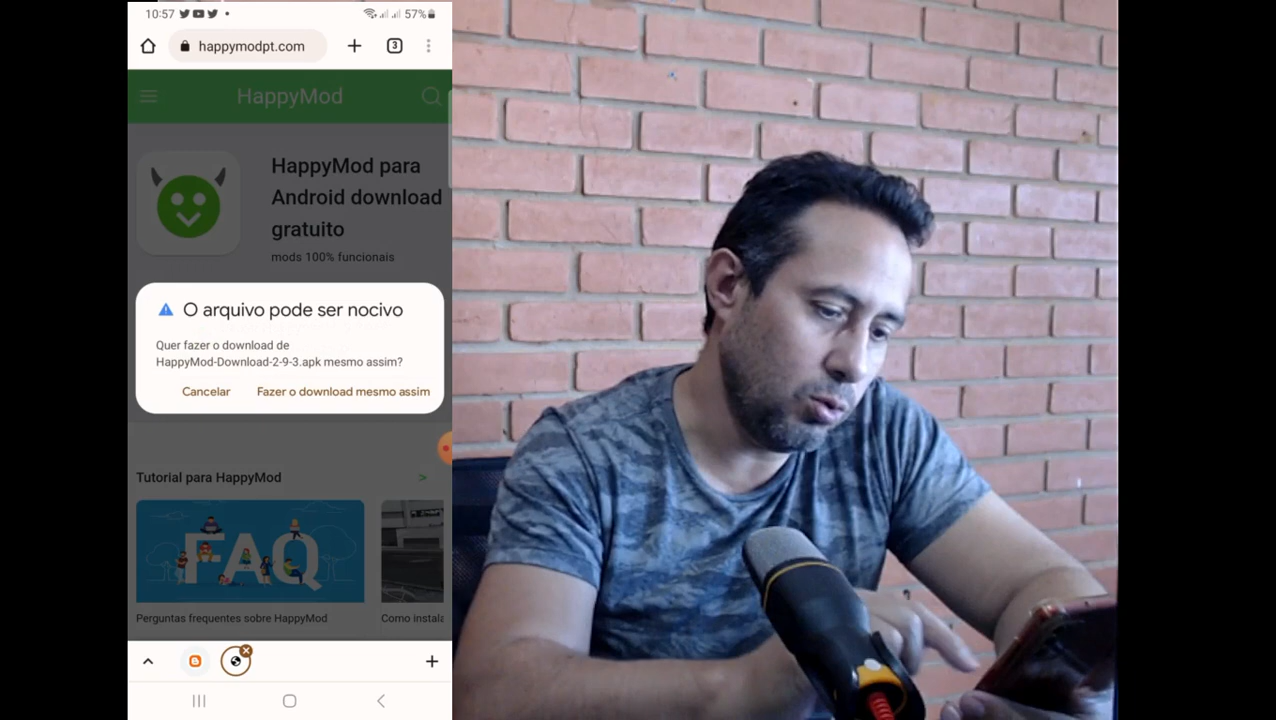 10:57
57%
happymodpt.com
3
HappyMod
HappyMod para
Android download
gratuito
mods 100% funcionais
O arquivo pode ser nocivo
Quer fazer o download de
HappyMod-Download-2-9-3.apk mesmo assim?
Cancelar
Fazer o download mesmo assim
Tutorial para HappyMod >
FAQ
Perguntas frequentes sobre HappyMod
Como instala